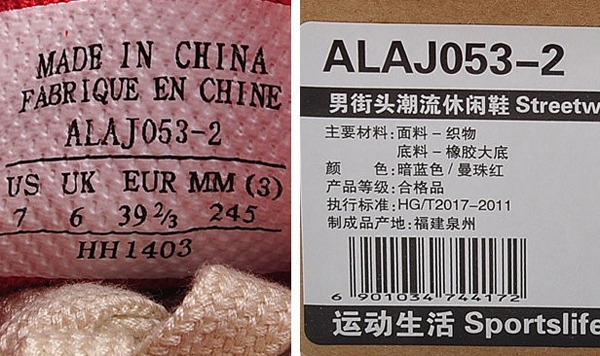 MADE IN CHINA
FABRIQUE EN CHINE
ALAJ053-2
US UK EUR MM (3)
7 6 39 2/3 245
HH1403
ALAJ053-2
男街头潮流休闲鞋 Streetw
主要材料:面料-织物
底料-橡胶大底
颜 色:暗蓝色/曼珠红
产品等级:合格品
执行标准:HG/T2017-2011
制成品产地:福建泉州
6 901034 744172
运动生活 Sportslife